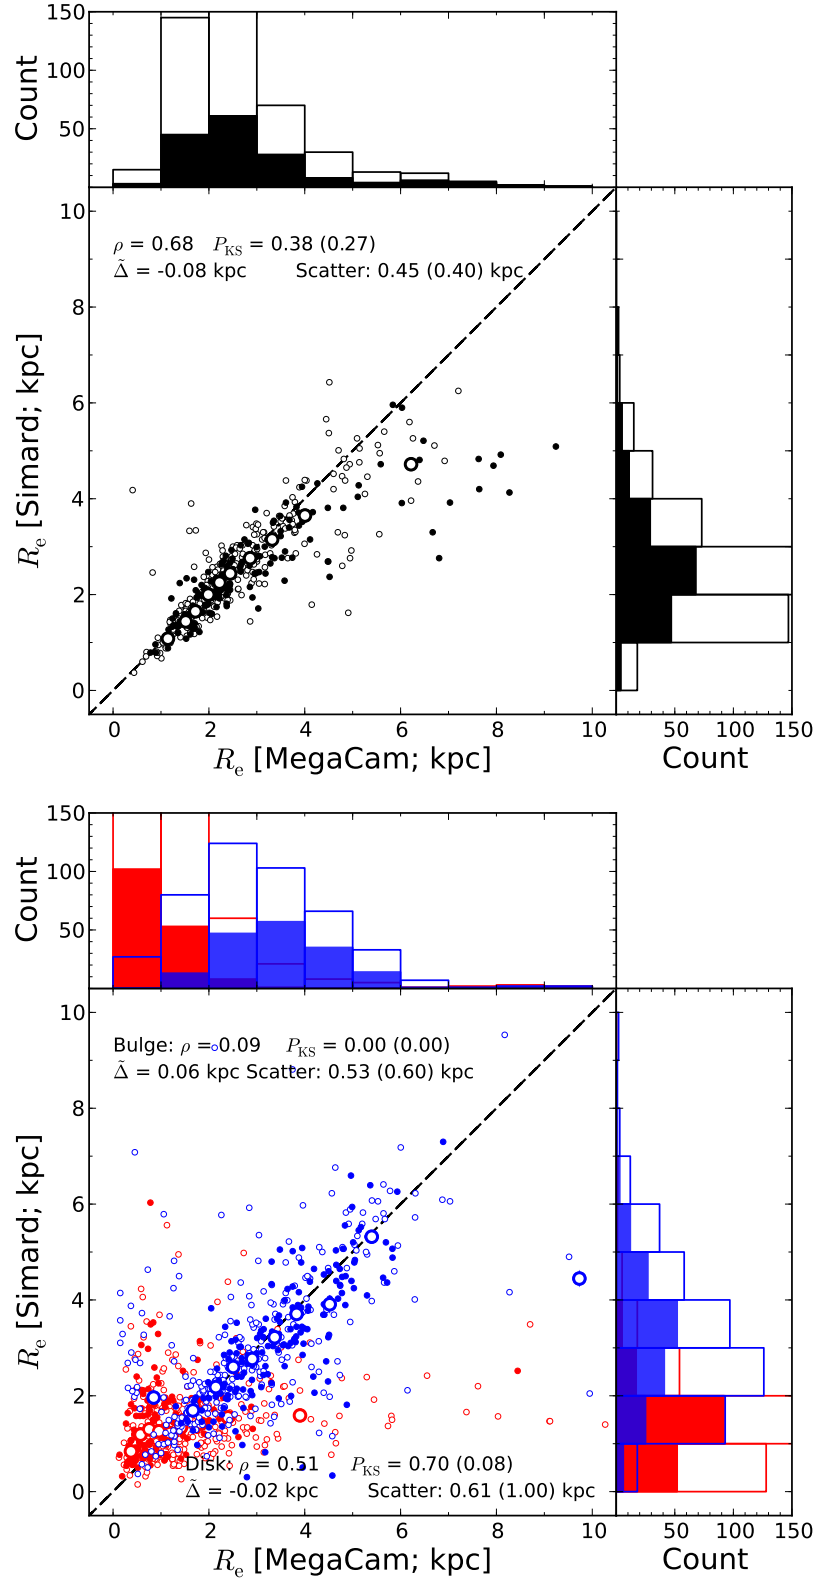 150
100
50
Count
10
8
6
4
2
0
R_e [Simard; kpc]
ρ = 0.68 P_KS = 0.38 (0.27)
Δ̃ = -0.08 kpc Scatter: 0.45 (0.40) kpc
0 2 4 6 8 10
R_e [MegaCam; kpc]
50 100 150
Count
150
100
50
Count
10
8
6
4
2
0
R_e [Simard; kpc]
Bulge: ρ = 0.09 P_KS = 0.00 (0.00)
Δ̃ = 0.06 kpc Scatter: 0.53 (0.60) kpc
Disk: ρ = 0.51 P_KS = 0.70 (0.08)
Δ̃ = -0.02 kpc Scatter: 0.61 (1.00) kpc
0 2 4 6 8 10
R_e [MegaCam; kpc]
50 100 150
Count